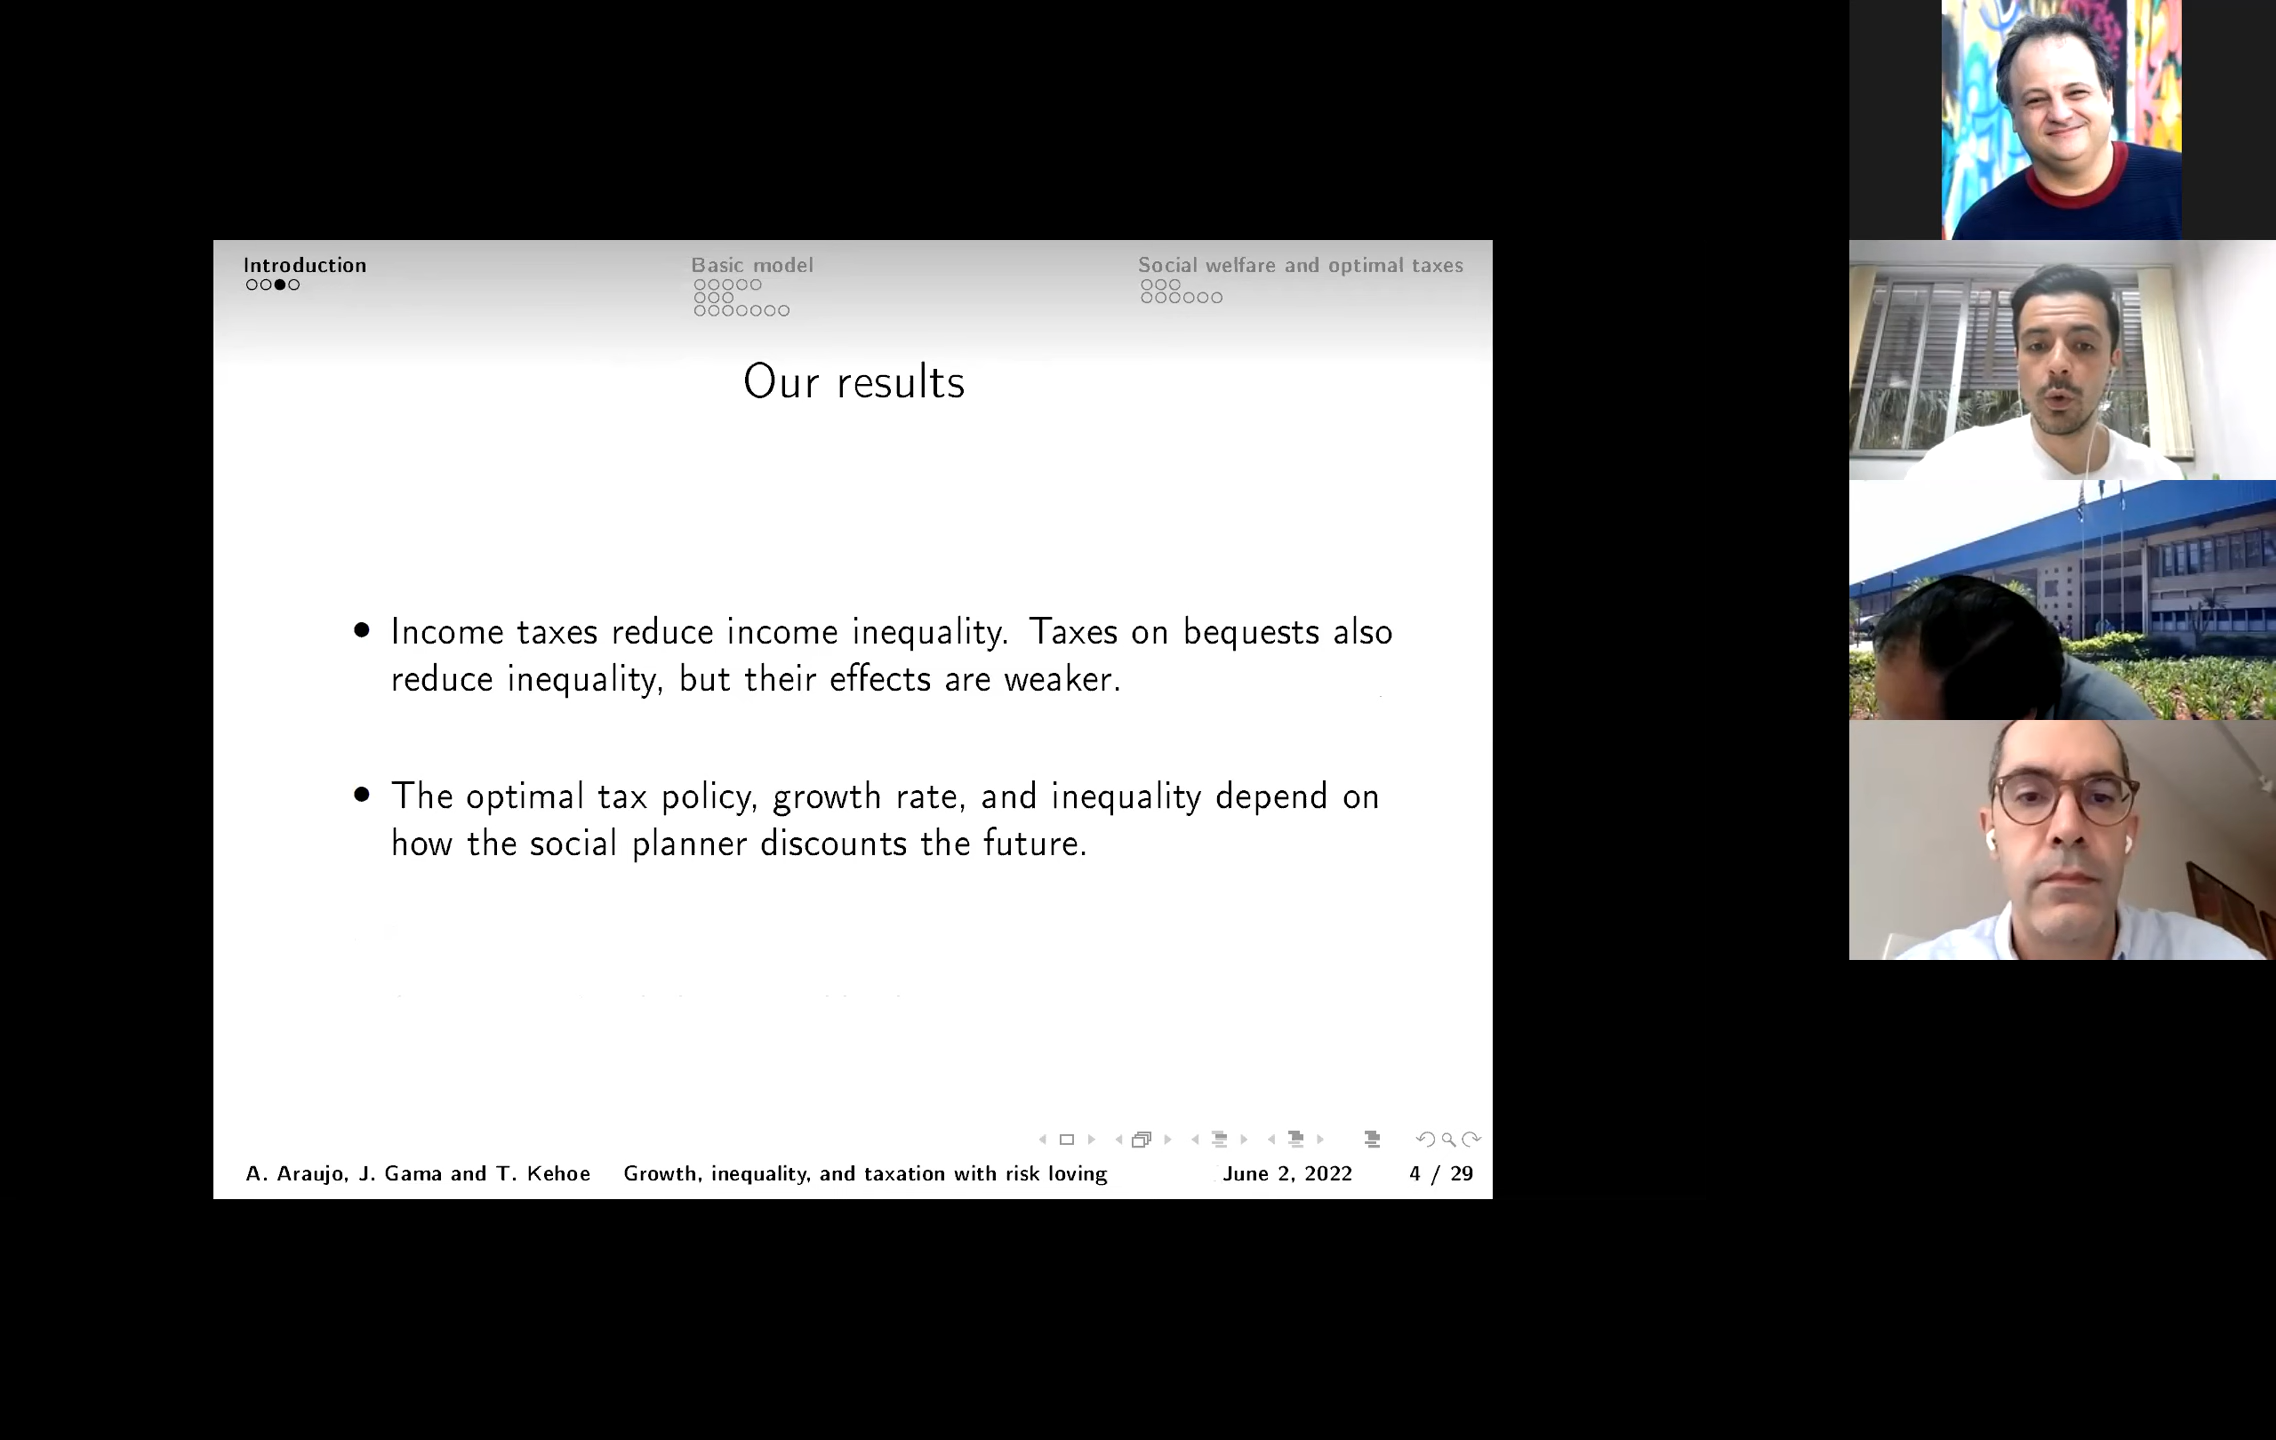 Introduction
Basic model
Social welfare and optimal taxes
Our results
• Income taxes reduce income inequality. Taxes on bequests also
reduce inequality, but their effects are weaker.
• The optimal tax policy, growth rate, and inequality depend on
how the social planner discounts the future.
A. Araujo, J. Gama and T. Kehoe
Growth, inequality, and taxation with risk loving
June 2, 2022
4 / 29